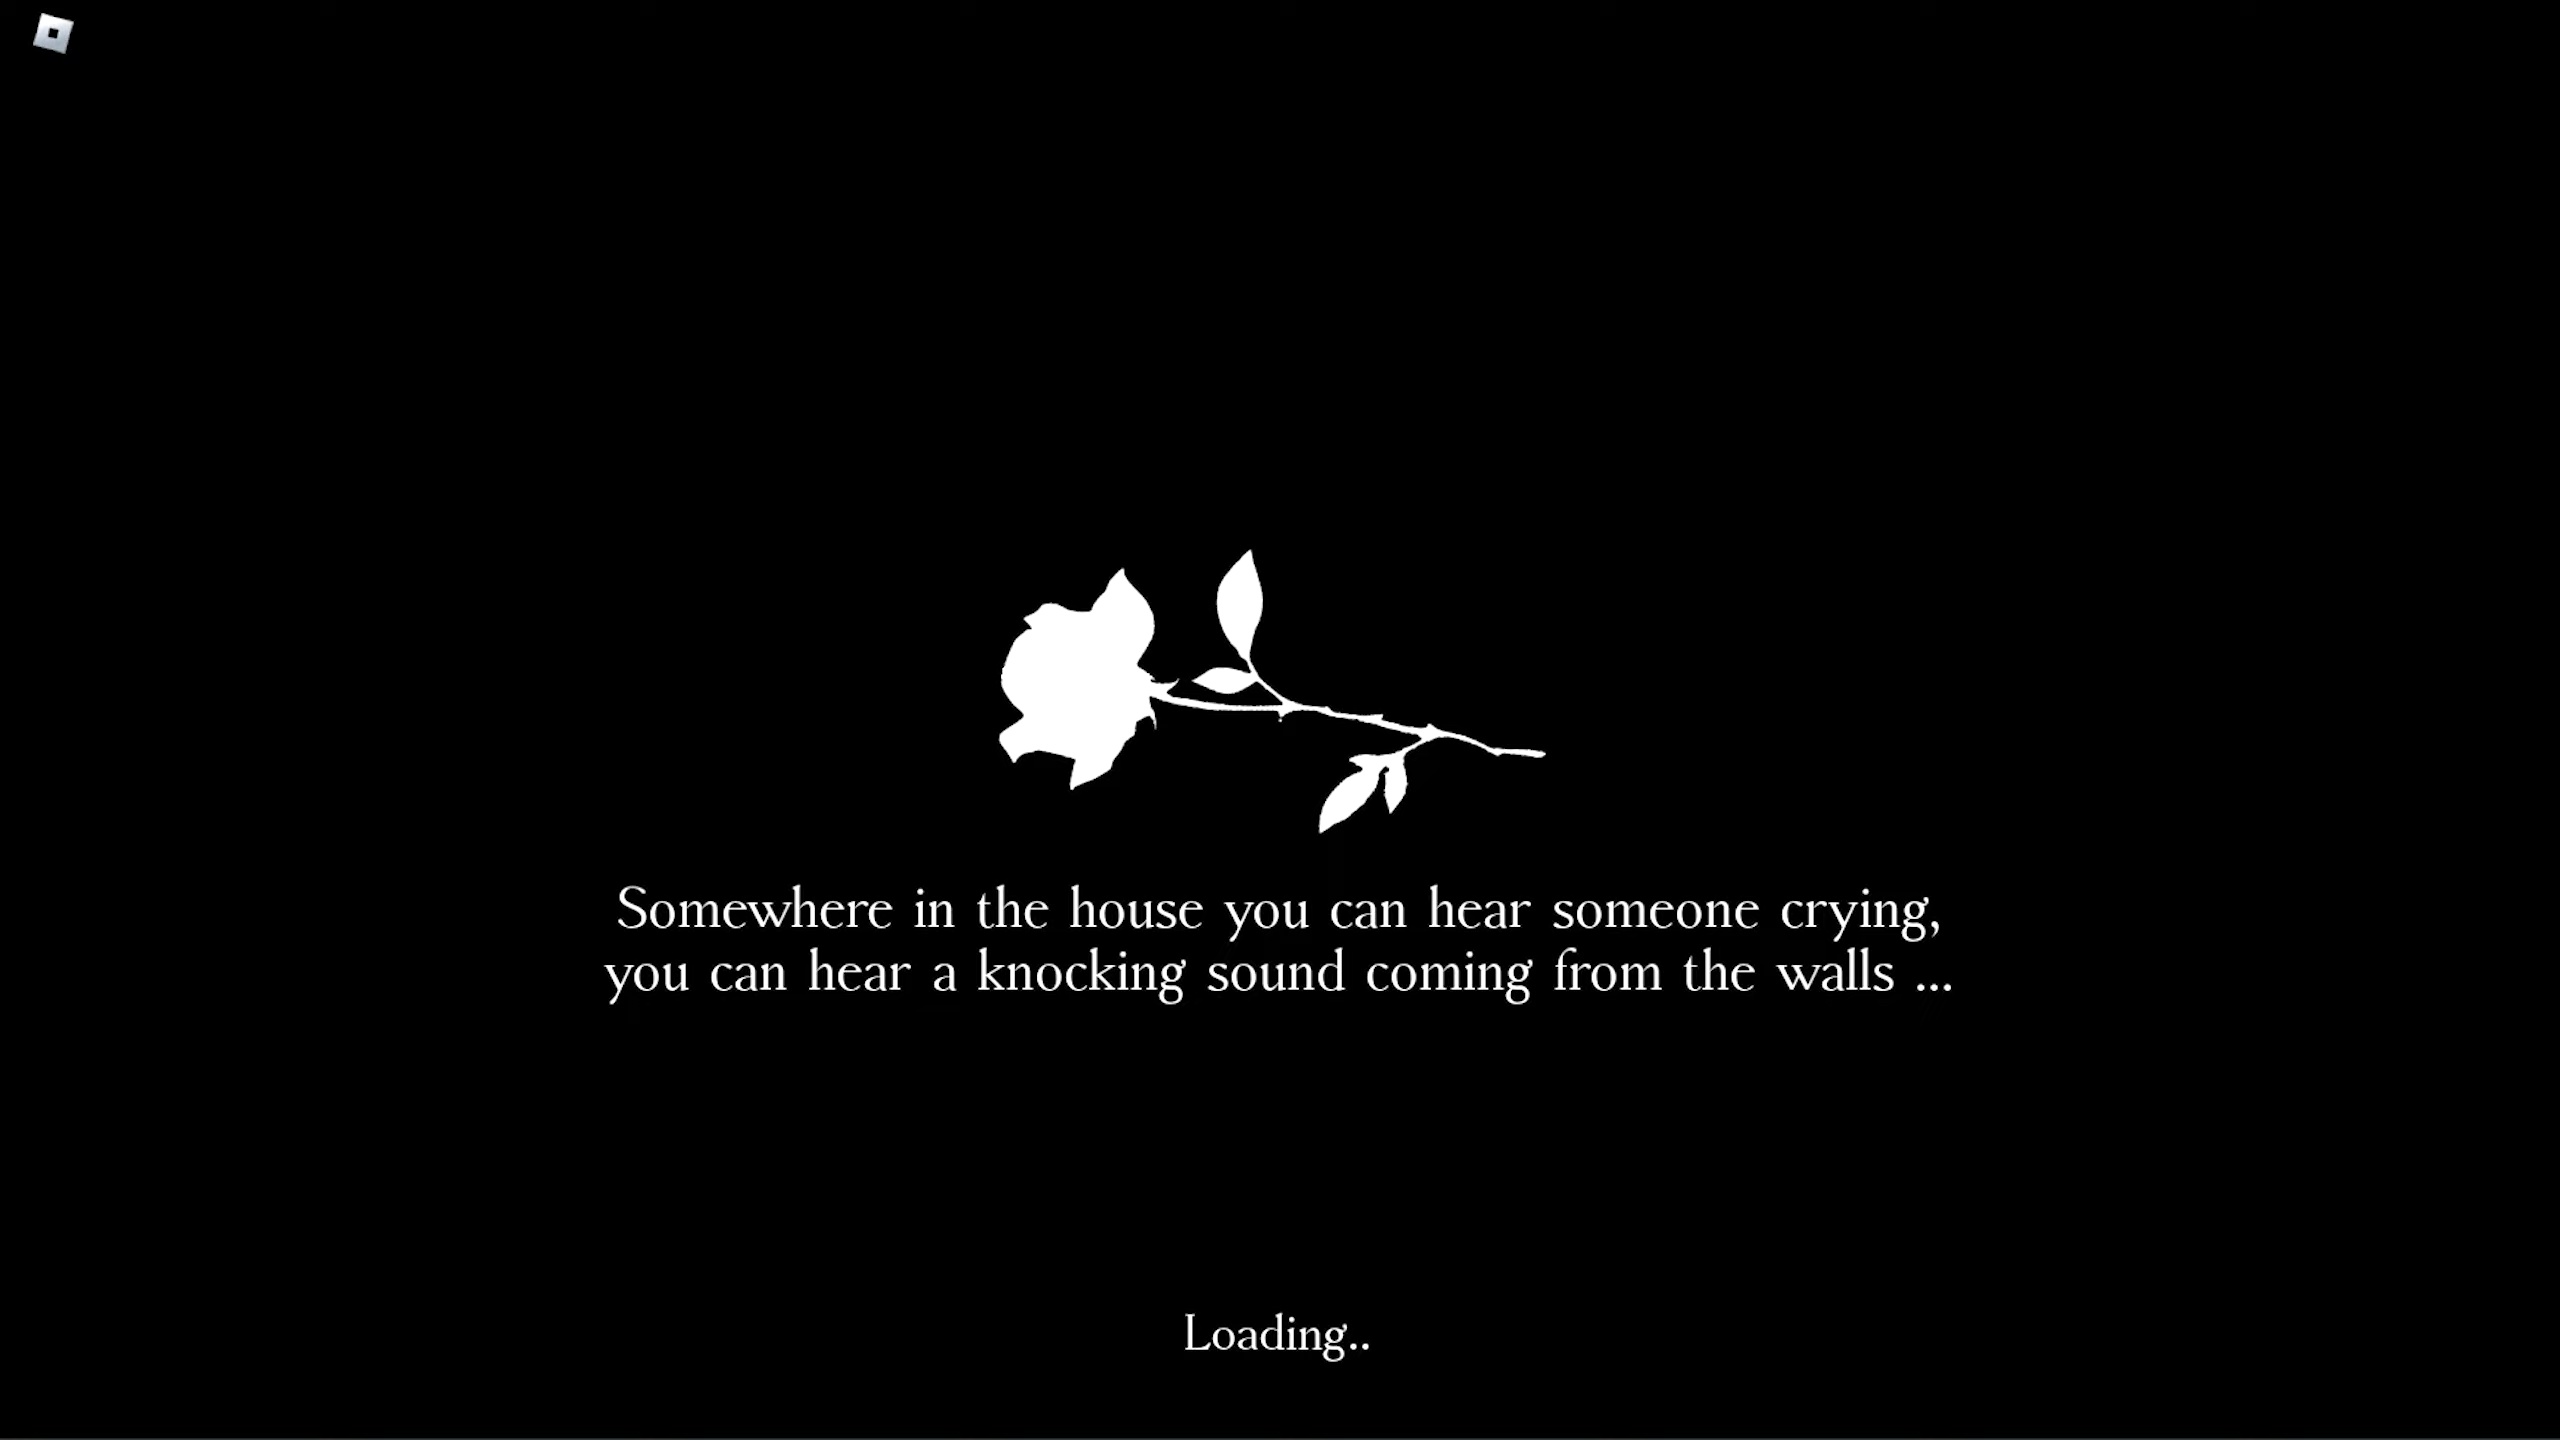 Somewhere in the house you can hear someone crying,
you can hear a knocking sound coming from the walls ...
Loading..